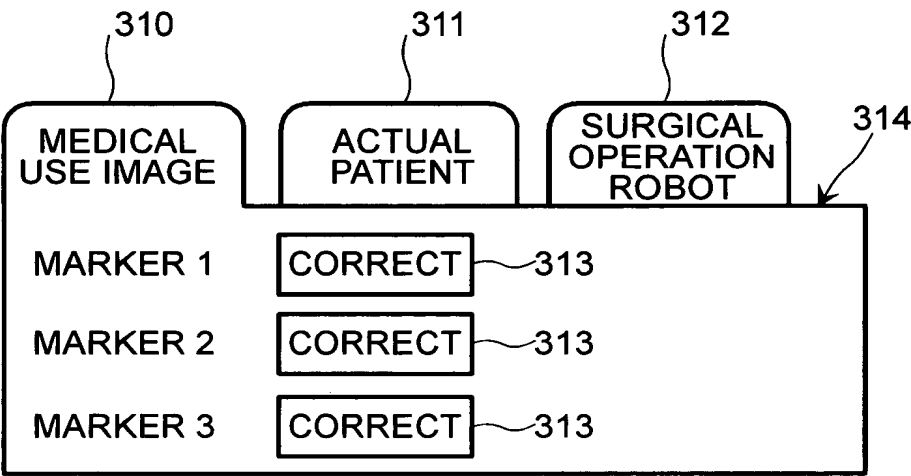 310
311
312
314
MEDICAL
USE IMAGE
ACTUAL
PATIENT
SURGICAL
OPERATION
ROBOT
MARKER 1 CORRECT 313
MARKER 2 CORRECT 313
MARKER 3 CORRECT 313